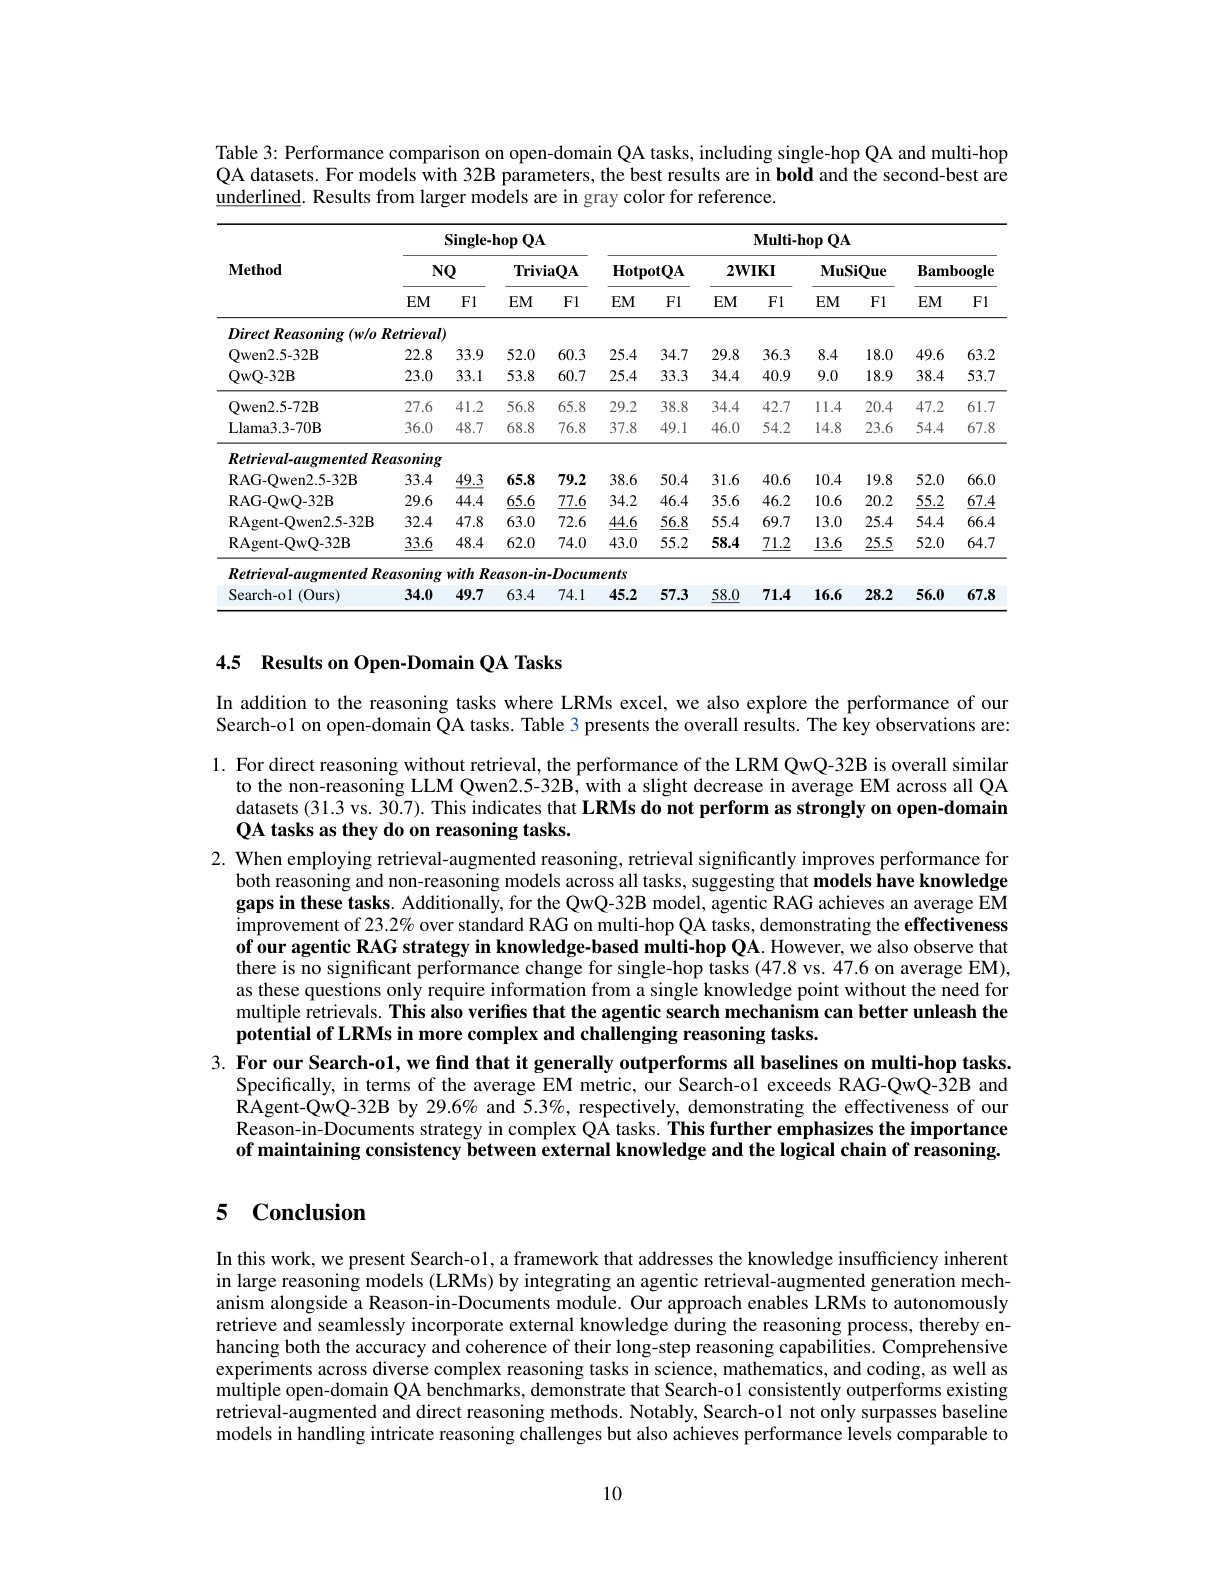 Table 3: Performance comparison on open-domain QA tasks, including single-hop QA and multi-hop
QA datasets. For models with 32B parameters, the best results are in bold and the second-best are
underlined. Results from larger models are in gray color for reference.
Single-hop QA Multi-hop QA
Method NQ TriviaQA HotpotQA 2WIKI MuSiQue Bamboogle
EM F1 EM F1 EM F1 EM F1 EM F1 EM F1
Direct Reasoning (w/o Retrieval)
Qwen2.5-32B 22.8 33.9 52.0 60.3 25.4 34.7 29.8 36.3 8.4 18.0 49.6 63.2
QwQ-32B 23.0 33.1 53.8 60.7 25.4 33.3 34.4 40.9 9.0 18.9 38.4 53.7
Qwen2.5-72B 27.6 41.2 56.8 65.8 29.2 38.8 34.4 42.7 11.4 20.4 47.2 61.7
Llama3.3-70B 36.0 48.7 68.8 76.8 37.8 49.1 46.0 54.2 14.8 23.6 54.4 67.8
Retrieval-augmented Reasoning
RAG-Qwen2.5-32B 33.4 49.3 65.8 79.2 38.6 50.4 31.6 40.6 10.4 19.8 52.0 66.0
RAG-QwQ-32B 29.6 44.4 65.6 77.6 34.2 46.4 35.6 46.2 10.6 20.2 55.2 67.4
RAgent-Qwen2.5-32B 32.4 47.8 63.0 72.6 44.6 56.8 55.4 69.7 13.0 25.4 54.4 66.4
RAgent-QwQ-32B 33.6 48.4 62.0 74.0 43.0 55.2 58.4 71.2 13.6 25.5 52.0 64.7
Retrieval-augmented Reasoning with Reason-in-Documents
Search-o1 (Ours) 34.0 49.7 63.4 74.1 45.2 57.3 58.0 71.4 16.6 28.2 56.0 67.8
4.5 Results on Open-Domain QA Tasks
In addition to the reasoning tasks where LRMs excel, we also explore the performance of our
Search-o1 on open-domain QA tasks. Table 3 presents the overall results. The key observations are:
1. For direct reasoning without retrieval, the performance of the LRM QwQ-32B is overall similar
to the non-reasoning LLM Qwen2.5-32B, with a slight decrease in average EM across all QA
datasets (31.3 vs. 30.7). This indicates that LRMs do not perform as strongly on open-domain
QA tasks as they do on reasoning tasks.
2. When employing retrieval-augmented reasoning, retrieval significantly improves performance for
both reasoning and non-reasoning models across all tasks, suggesting that models have knowledge
gaps in these tasks. Additionally, for the QwQ-32B model, agentic RAG achieves an average EM
improvement of 23.2% over standard RAG on multi-hop QA tasks, demonstrating the effectiveness
of our agentic RAG strategy in knowledge-based multi-hop QA. However, we also observe that
there is no significant performance change for single-hop tasks (47.8 vs. 47.6 on average EM),
as these questions only require information from a single knowledge point without the need for
multiple retrievals. This also verifies that the agentic search mechanism can better unleash the
potential of LRMs in more complex and challenging reasoning tasks.
3. For our Search-o1, we find that it generally outperforms all baselines on multi-hop tasks.
Specifically, in terms of the average EM metric, our Search-o1 exceeds RAG-QwQ-32B and
RAgent-QwQ-32B by 29.6% and 5.3%, respectively, demonstrating the effectiveness of our
Reason-in-Documents strategy in complex QA tasks. This further emphasizes the importance
of maintaining consistency between external knowledge and the logical chain of reasoning.
5 Conclusion
In this work, we present Search-o1, a framework that addresses the knowledge insufficiency inherent
in large reasoning models (LRMs) by integrating an agentic retrieval-augmented generation mech-
anism alongside a Reason-in-Documents module. Our approach enables LRMs to autonomously
retrieve and seamlessly incorporate external knowledge during the reasoning process, thereby en-
hancing both the accuracy and coherence of their long-step reasoning capabilities. Comprehensive
experiments across diverse complex reasoning tasks in science, mathematics, and coding, as well as
multiple open-domain QA benchmarks, demonstrate that Search-o1 consistently outperforms existing
retrieval-augmented and direct reasoning methods. Notably, Search-o1 not only surpasses baseline
models in handling intricate reasoning challenges but also achieves performance levels comparable to
10